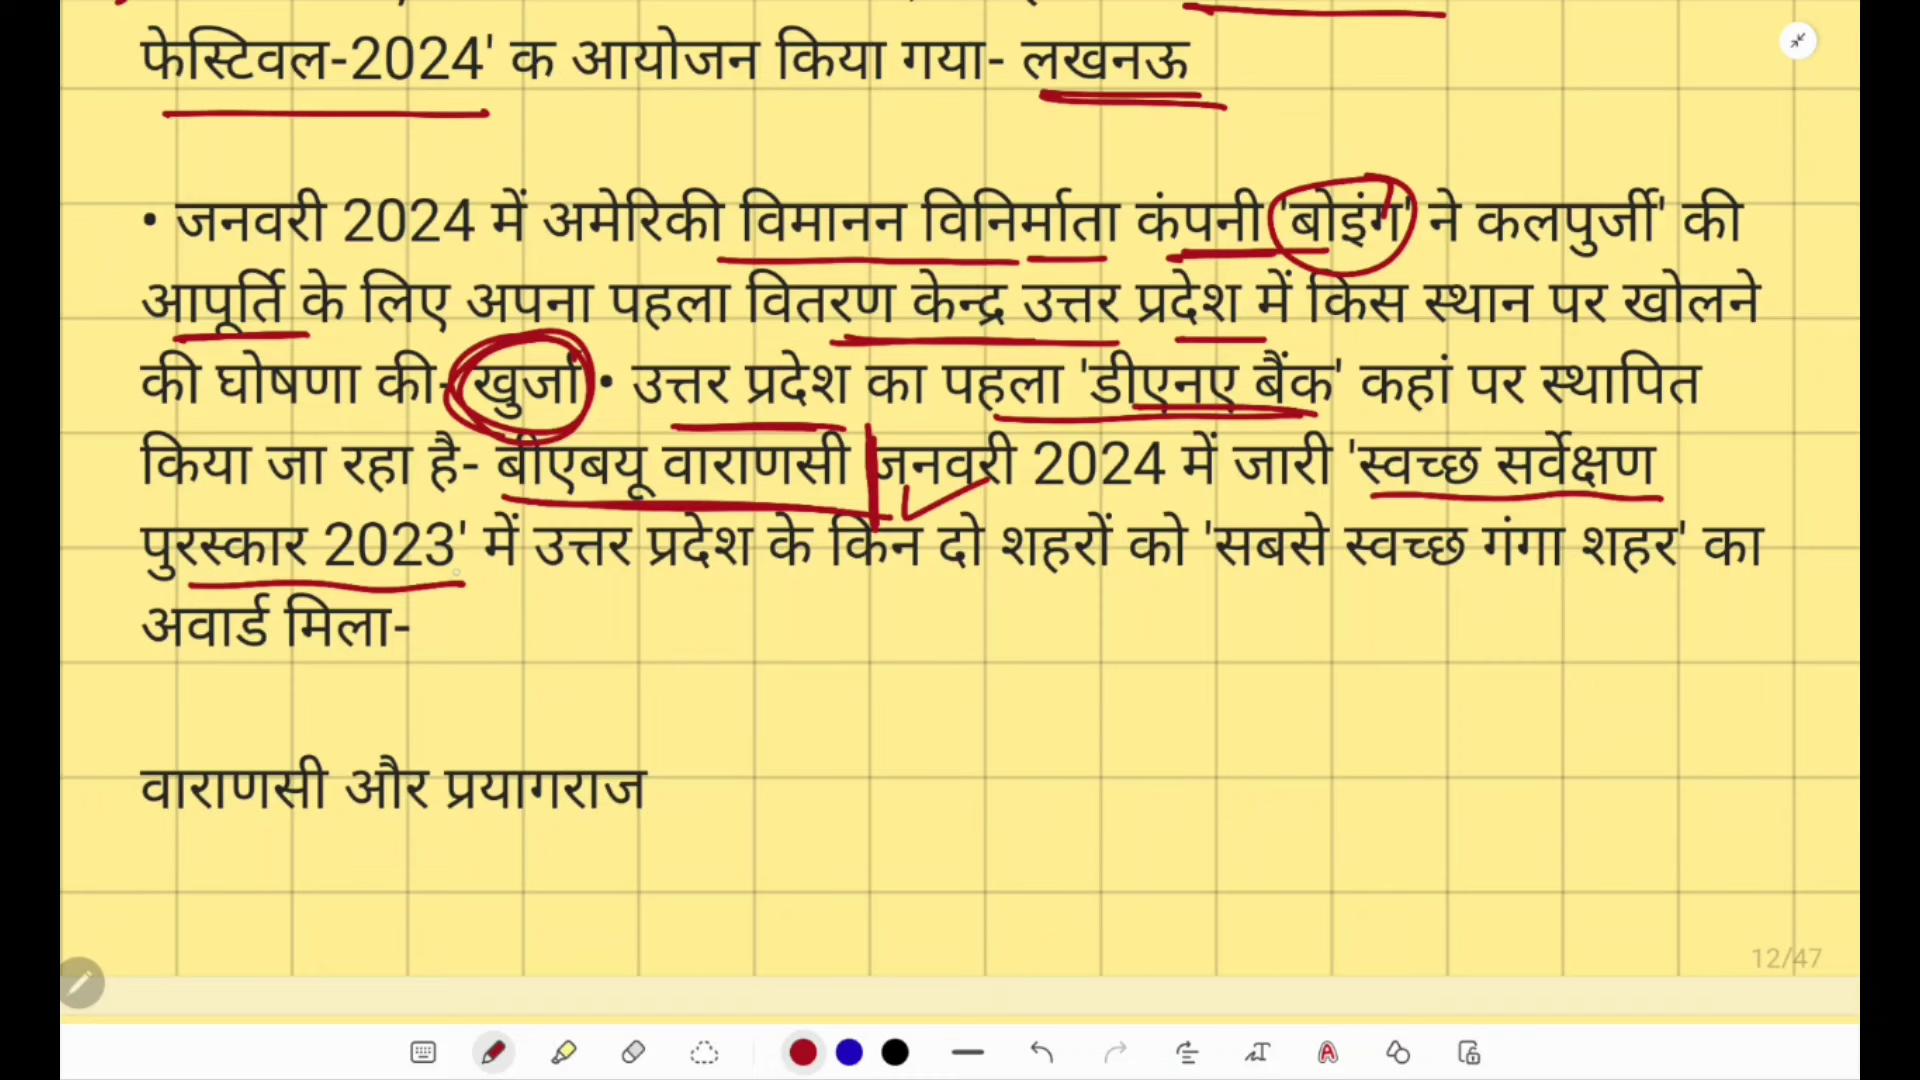 फेस्टिवल-2024' क आयोजन किया गया- लखनऊ
• जनवरी 2024 में अमेरिकी विमानन विनिर्माता कंपनी 'बोइंग' ने कलपुर्जी' की
आपूर्ति के लिए अपना पहला वितरण केन्द्र उत्तर प्रदेश में किस स्थान पर खोलने
की घोषणा की- खुर्जा • उत्तर प्रदेश का पहला 'डीएनए बैंक' कहां पर स्थापित
किया जा रहा है- बीएबयू वाराणसी जनवरी 2024 में जारी 'स्वच्छ सर्वेक्षण
पुरस्कार 2023' में उत्तर प्रदेश के किन दो शहरों को 'सबसे स्वच्छ गंगा शहर' का
अवार्ड मिला-
वाराणसी और प्रयागराज
12/47